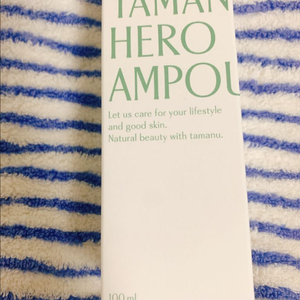 TAMAN
HERO
AMPOU
Let us care for your lifestyle
and good skin.
Natural beauty with tamanu.
100 ml